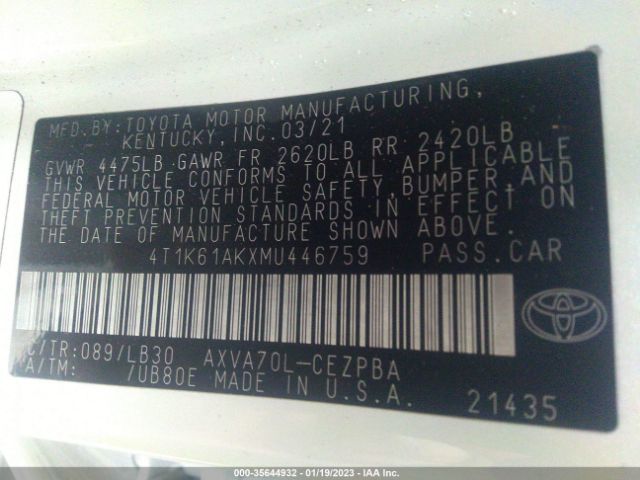 MFD.BY:TOYOTA MOTOR MANUFACTURING,
KENTUCKY,INC.03/21
GVWR 4475LB GAWR FR 2620LB RR 2420LB
THIS VEHICLE CONFORMS TO ALL APPLICABLE
FEDERAL MOTOR VEHICLE SAFETY,BUMPER,AND
THEFT PREVENTION STANDARDS IN EFFECT ON
THE DATE OF MANUFACTURE SHOWN ABOVE.
4T1K61AKXMU446759 PASS.CAR
C/TR:089/LB30 AXVA70L-CEZPBA
A/TM: /UB80E MADE IN U.S.A.
21435
000-35644932 - 01/19/2023 - IAA Inc.